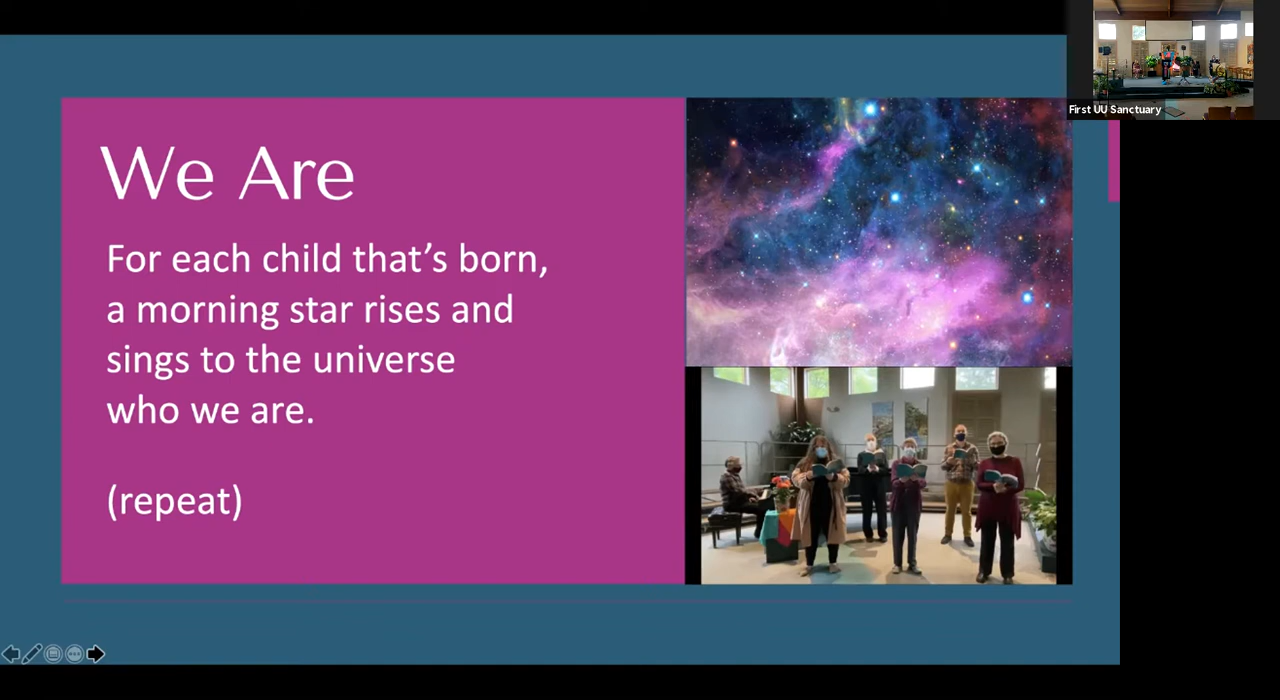 First UU Sanctuary
We Are
For each child that’s born,
a morning star rises and
sings to the universe
who we are.
(repeat)